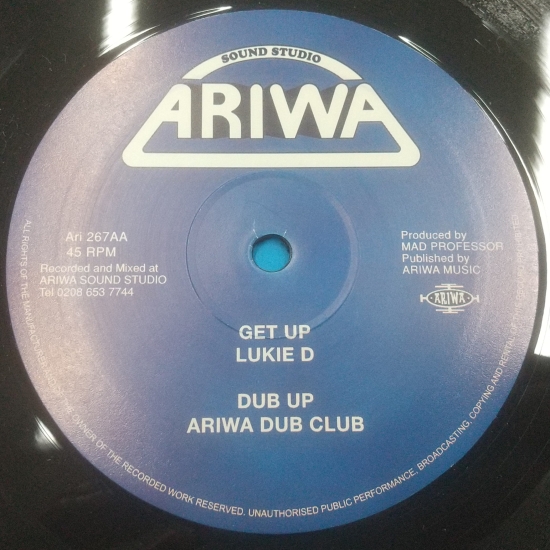 SOUND STUDIO
ARIWA
Ari 267AA
45 RPM
Recorded and Mixed at
ARIWA SOUND STUDIO
Tel 0208 653 7744
Produced by
MAD PROFESSOR
Published by
ARIWA MUSIC
ARIWA
GET UP
LUKIE D
DUB UP
ARIWA DUB CLUB
ALL RIGHTS OF THE MANUFACTURER OWNER OF THE RECORDED WORK RESERVED. UNAUTHORISED PUBLIC PERFORMANCE, BROADCASTING, COPYING AND RENTAL